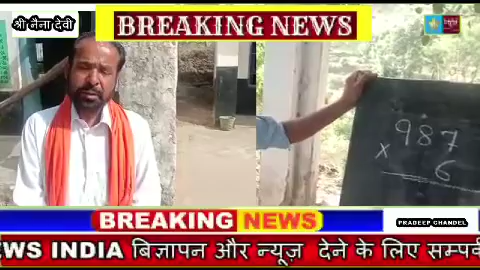 श्री नैना देवी
BREAKING NEWS
987
× 6
BREAKING NEWS
PRADEEP CHANDEL
EWS INDIA बिज्ञापन और न्यूज़ देने के लिए सम्पर्क